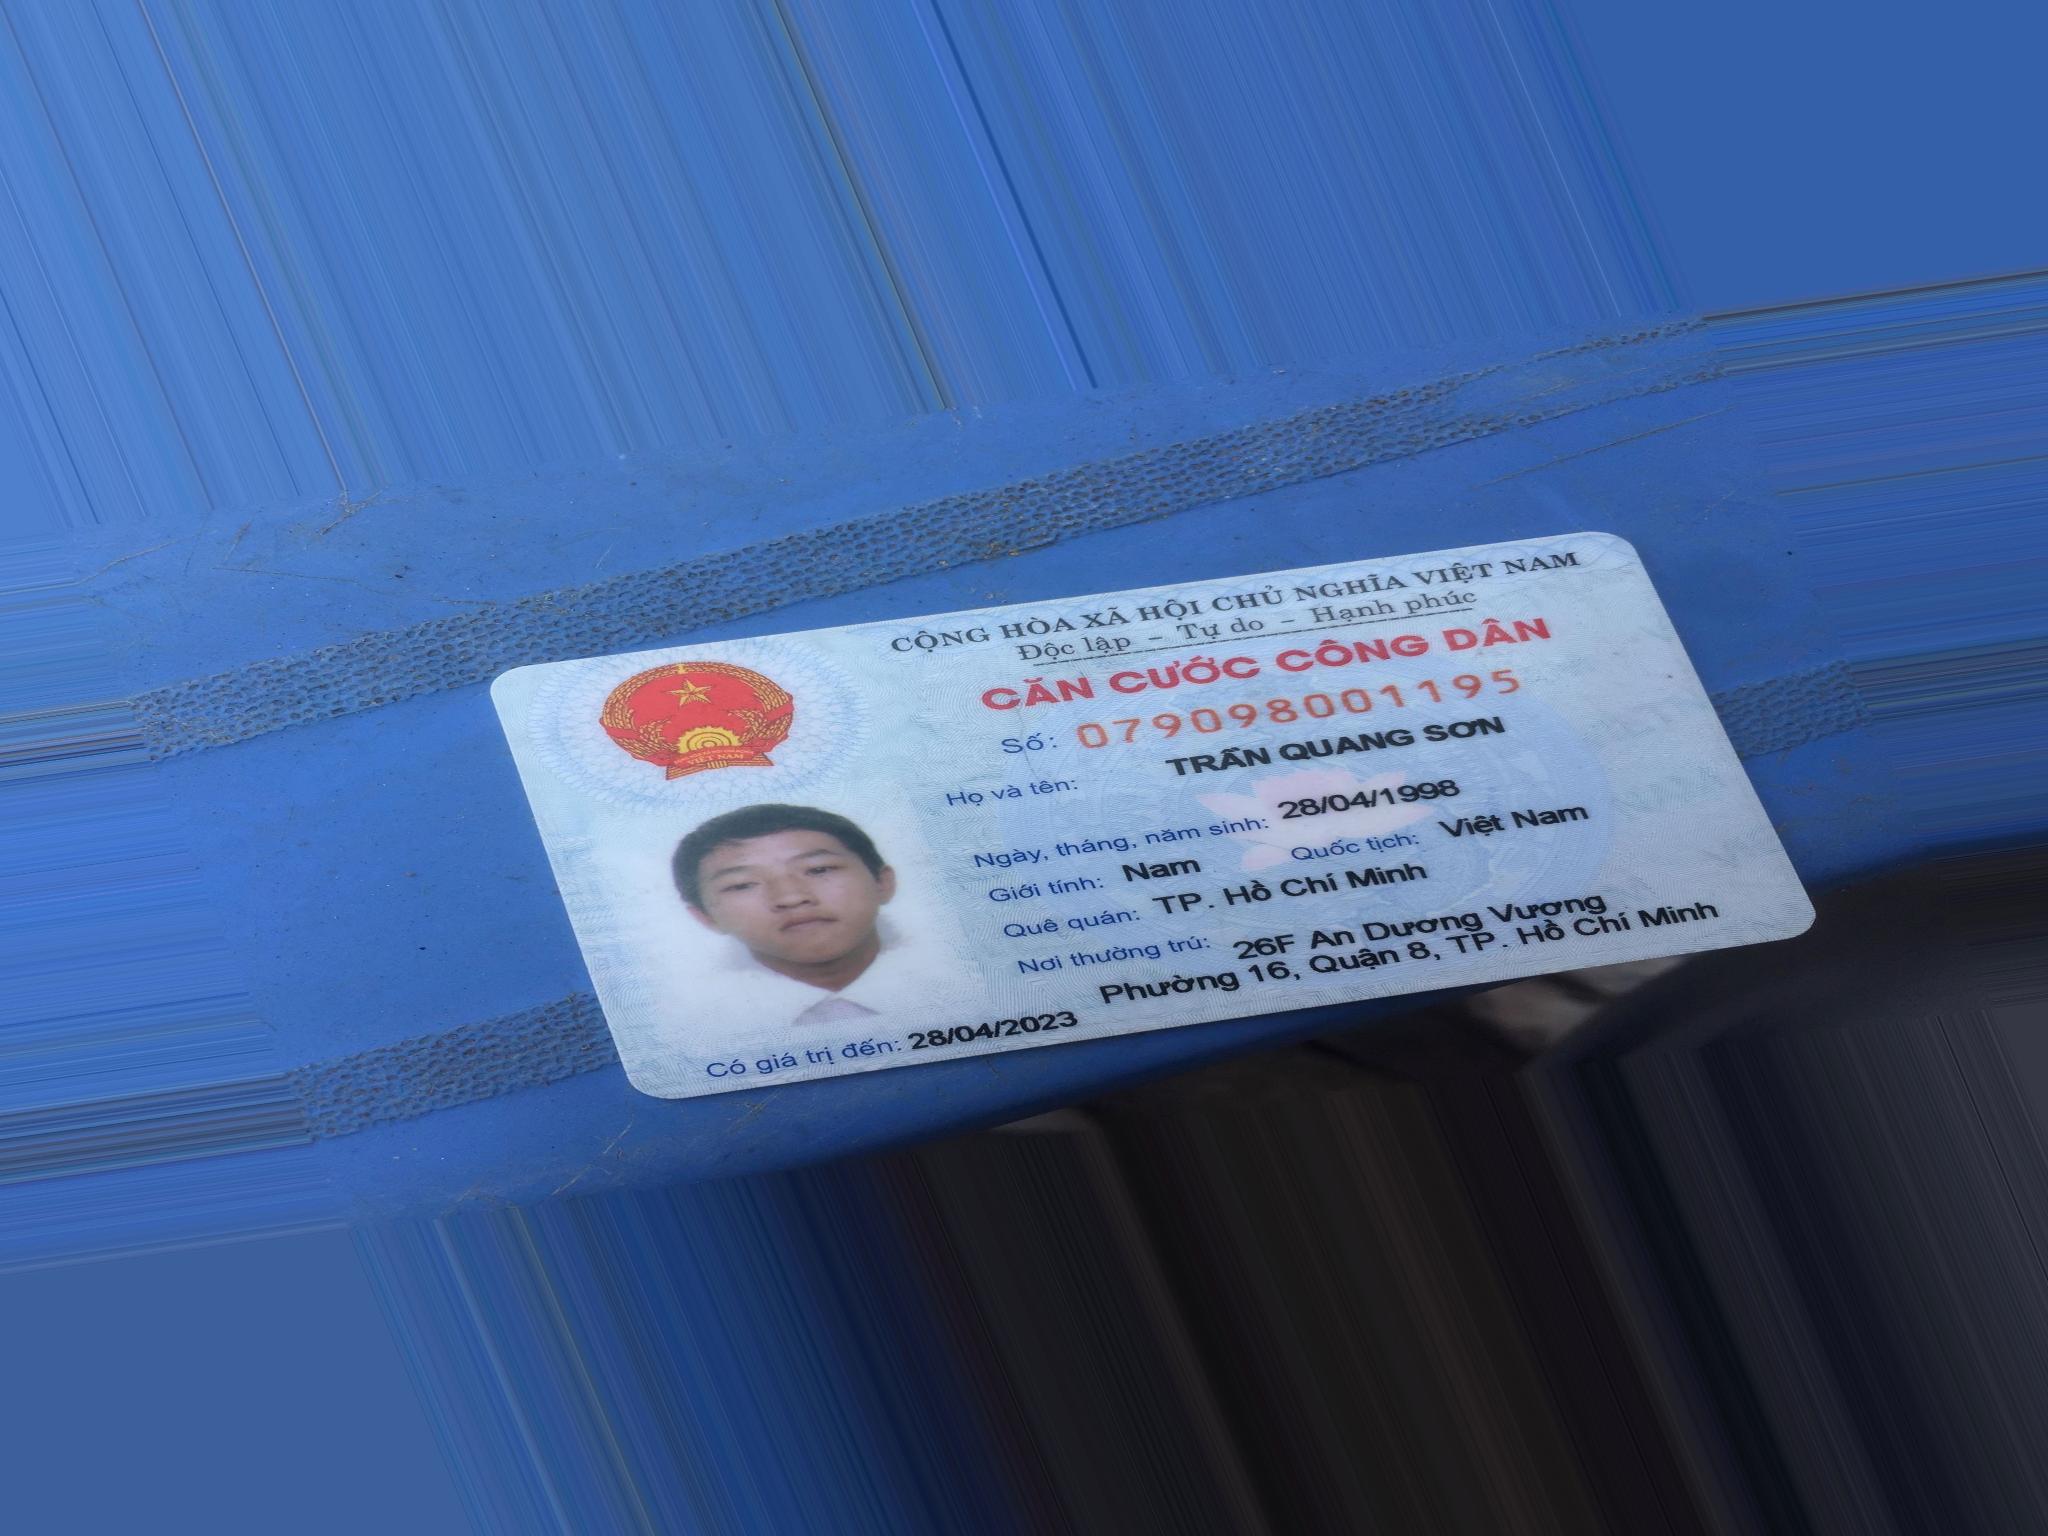 CỘNG HÒA XÃ HỘI CHỦ NGHĨA VIỆT NAM
Độc lập - Tự do - Hạnh phúc
CĂN CƯỚC CÔNG DÂN
Số: 079098001195
Họ và tên: TRẦN QUANG SƠN
Ngày, tháng, năm sinh: 28/04/1998
Giới tính: Nam Quốc tịch: Việt Nam
Quê quán: TP. Hồ Chí Minh
Nơi thường trú: 26F An Dương Vương
Phường 16, Quận 8, TP. Hồ Chí Minh
Có giá trị đến: 28/04/2023
VIỆT NAM